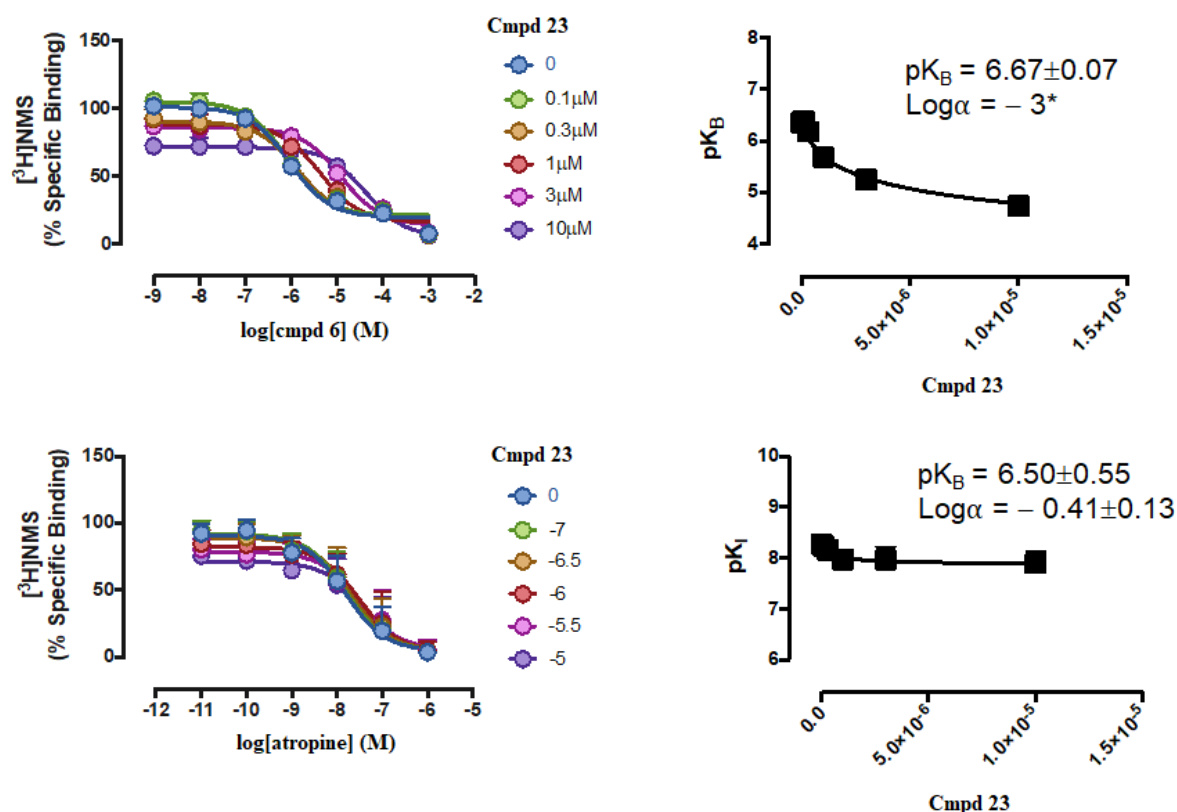 Cmpd 23
150
100
50
0
[³H]NMS
(% Specific Binding)
0
0.1μM
0.3μM
1μM
3μM
10μM
-9 -8 -7 -6 -5 -4 -3 -2
log[cmpd 6] (M)
8
7
6
5
4
pK_B
pK_B = 6.67±0.07
Logα = – 3*
0.0
5.0×10⁻⁶
1.0×10⁻⁵
1.5×10⁻⁵
Cmpd 23
Cmpd 23
150
100
50
0
[³H]NMS
(% Specific Binding)
0
-7
-6.5
-6
-5.5
-5
-12 -11 -10 -9 -8 -7 -6 -5
log[atropine] (M)
10
9
8
7
6
pK_I
pK_B = 6.50±0.55
Logα = – 0.41±0.13
0.0
5.0×10⁻⁶
1.0×10⁻⁵
1.5×10⁻⁵
Cmpd 23